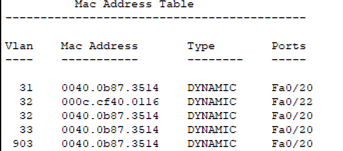 Mac Address Table
-------------------------------------------
Vlan Mac Address Type Ports
---- ----------- -------- -----
31 0040.0b87.3514 DYNAMIC Fa0/20
32 000c.cf40.0116 DYNAMIC Fa0/22
32 0040.0b87.3514 DYNAMIC Fa0/20
33 0040.0b87.3514 DYNAMIC Fa0/20
903 0040.0b87.3514 DYNAMIC Fa0/20